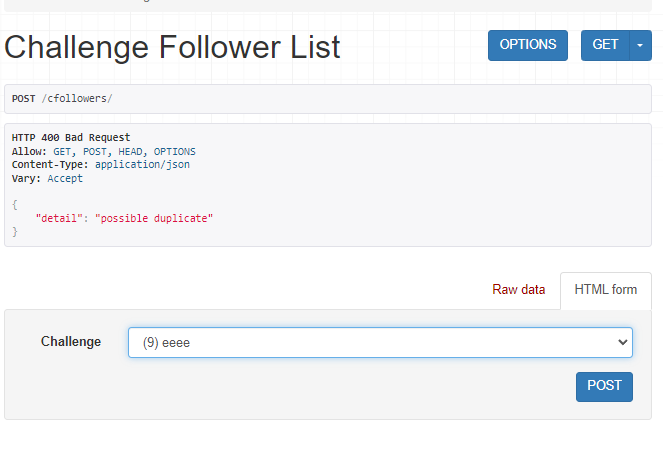 Challenge Follower List
OPTIONS
GET
POST /cfollowers/
HTTP 400 Bad Request
Allow: GET, POST, HEAD, OPTIONS
Content-Type: application/json
Vary: Accept
{
"detail": "possible duplicate"
}
Raw data
HTML form
Challenge
(9) eeee
POST